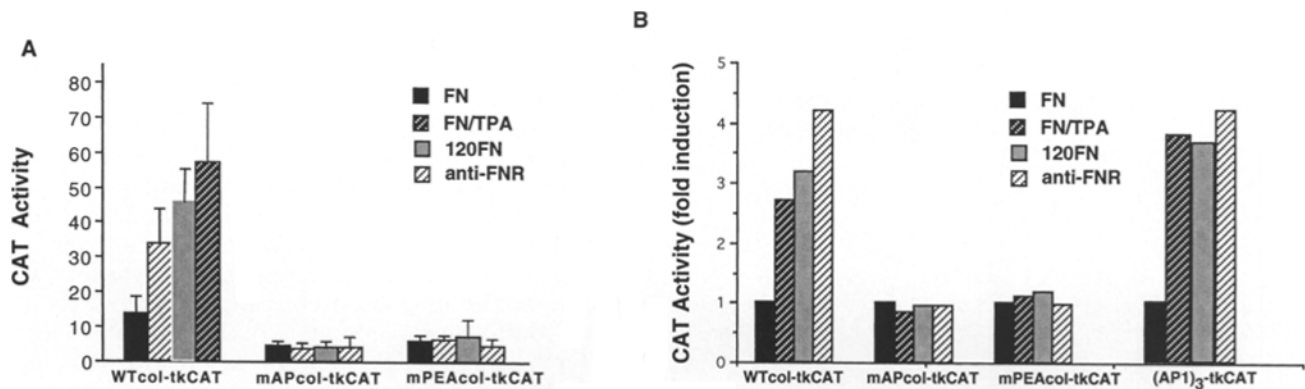 A
CAT Activity
80
70
60
50
40
30
20
10
0
FN
FN/TPA
120FN
anti-FNR
WTcol-tkCAT
mAPcol-tkCAT
mPEAcol-tkCAT
B
CAT Activity (fold induction)
5
4
3
2
1
0
FN
FN/TPA
120FN
anti-FNR
WTcol-tkCAT
mAPcol-tkCAT
mPEAcol-tkCAT
(AP1)3-tkCAT